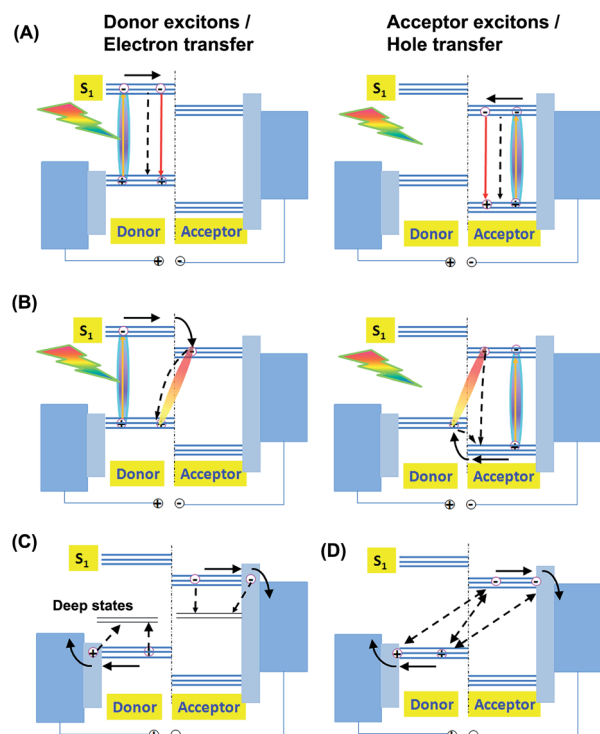 Donor excitons /
Electron transfer
Acceptor excitons /
Hole transfer
(A)
S1
Donor
Acceptor
Donor
Acceptor
(B)
S1
S1
Donor
Acceptor
Donor
Acceptor
(C)
S1
Deep states
Donor
Acceptor
(D)
S1
Donor
Acceptor